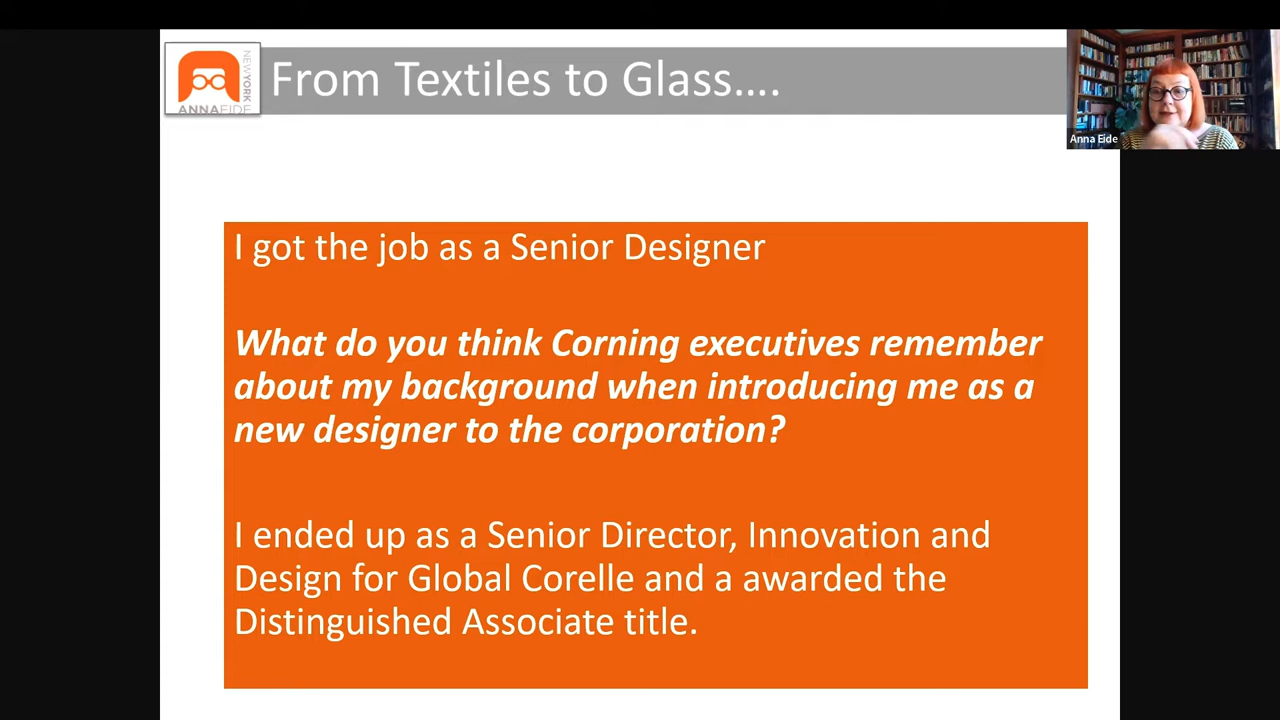 From Textiles to Glass....
NEW YORK
ANNAEIDE
Anna Eide
I got the job as a Senior Designer
What do you think Corning executives remember
about my background when introducing me as a
new designer to the corporation?
I ended up as a Senior Director, Innovation and
Design for Global Corelle and a awarded the
Distinguished Associate title.